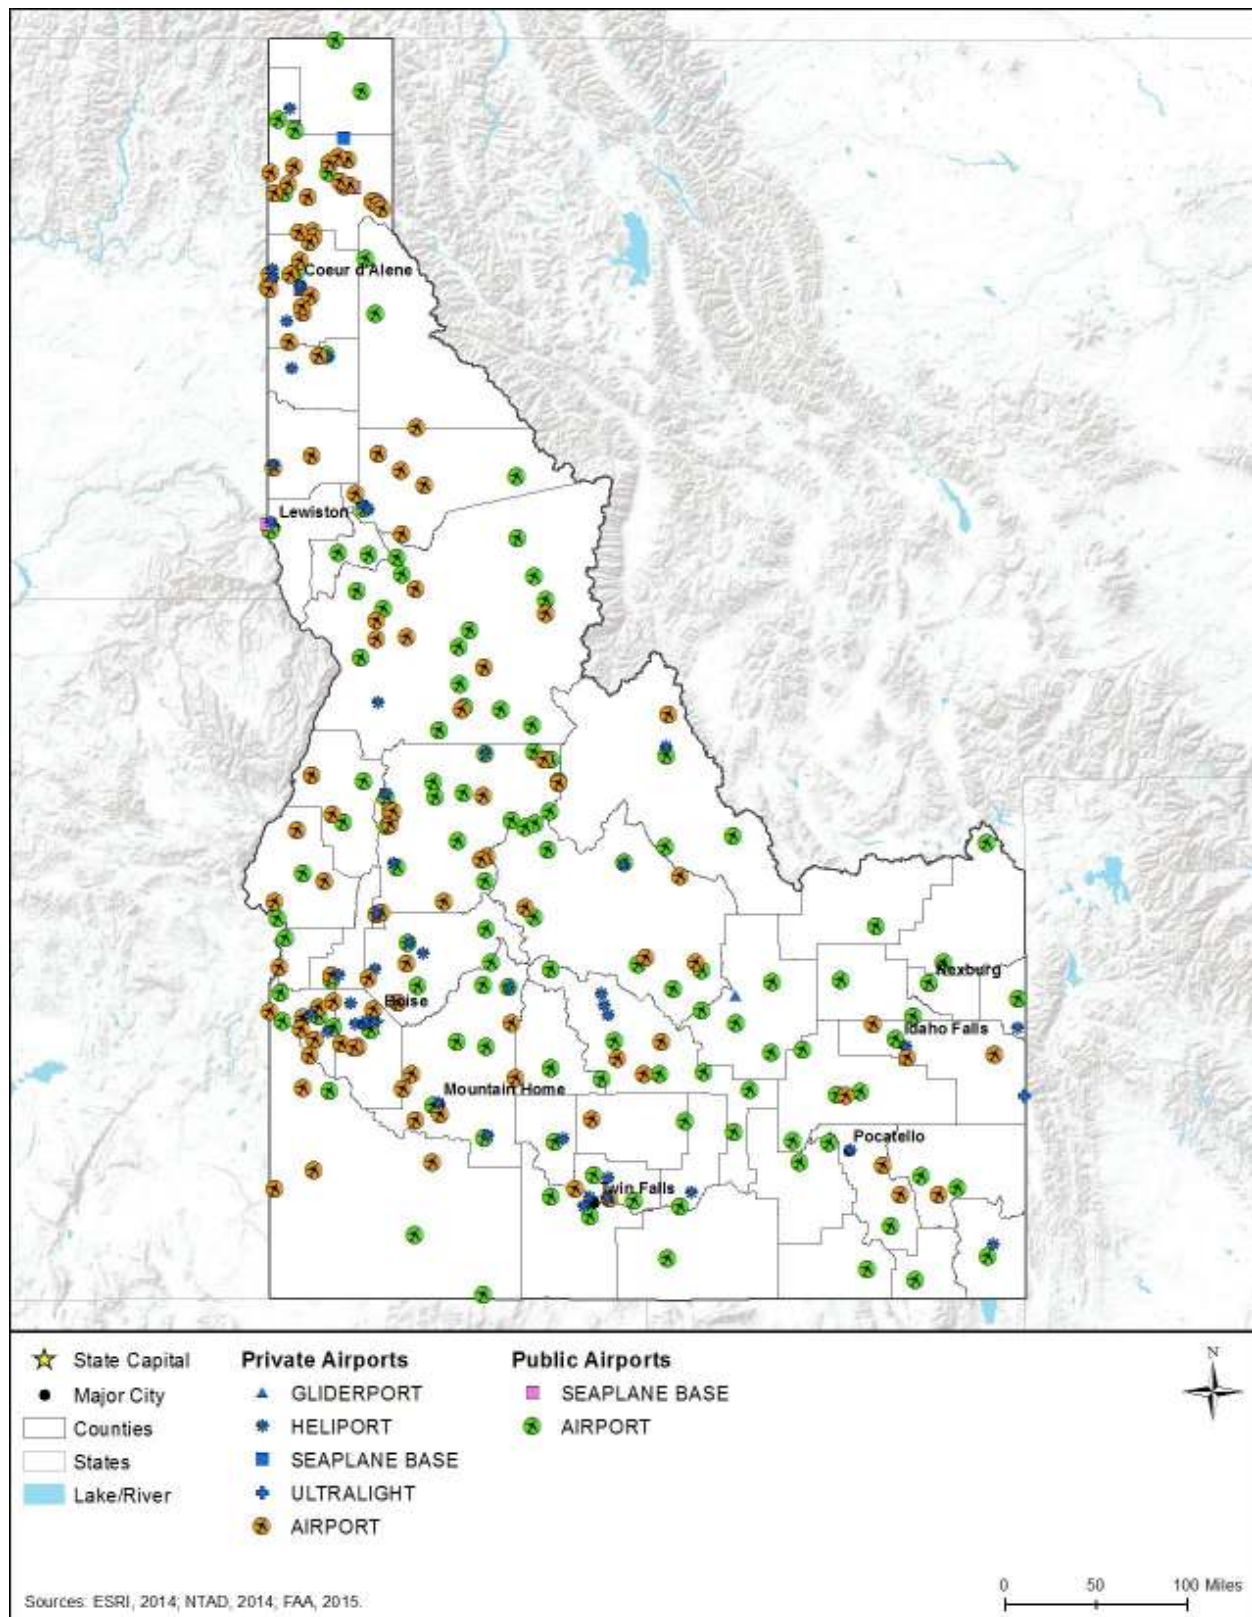 Coeur d'Alene
Lewiston
Rexburg
Boise
Idaho Falls
Mountain Home
Pocatello
Twin Falls
State Capital
Major City
Counties
States
Lake/River
Private Airports
GLIDERPORT
HELIPORT
SEAPLANE BASE
ULTRALIGHT
AIRPORT
Public Airports
SEAPLANE BASE
AIRPORT
N
0 50 100 Miles
Sources: ESRI, 2014; NTAD, 2014; FAA, 2015.